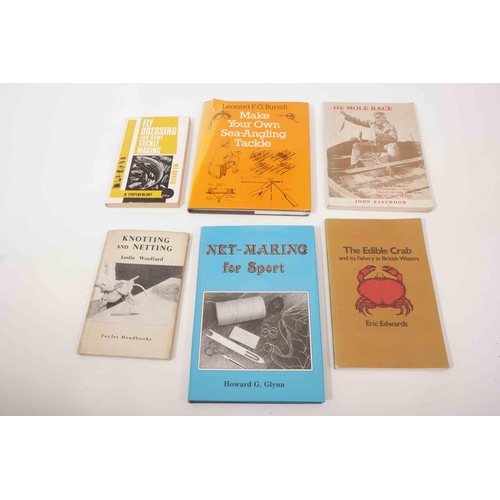 FLY
DRESSING
AND SOME
TACKLE
MAKING
Leonard F. G. Burrell
Make
Your Own
Sea-Angling
Tackle
HE MOLE RACE
JOHN EASTWOOD
KNOTTING
AND NETTING
Leslie Woollard
Foyles Handbooks
NET-MAKING
for Sport
Howard G. Glynn
The Edible Crab
and its fishery in British Waters
Eric Edwards